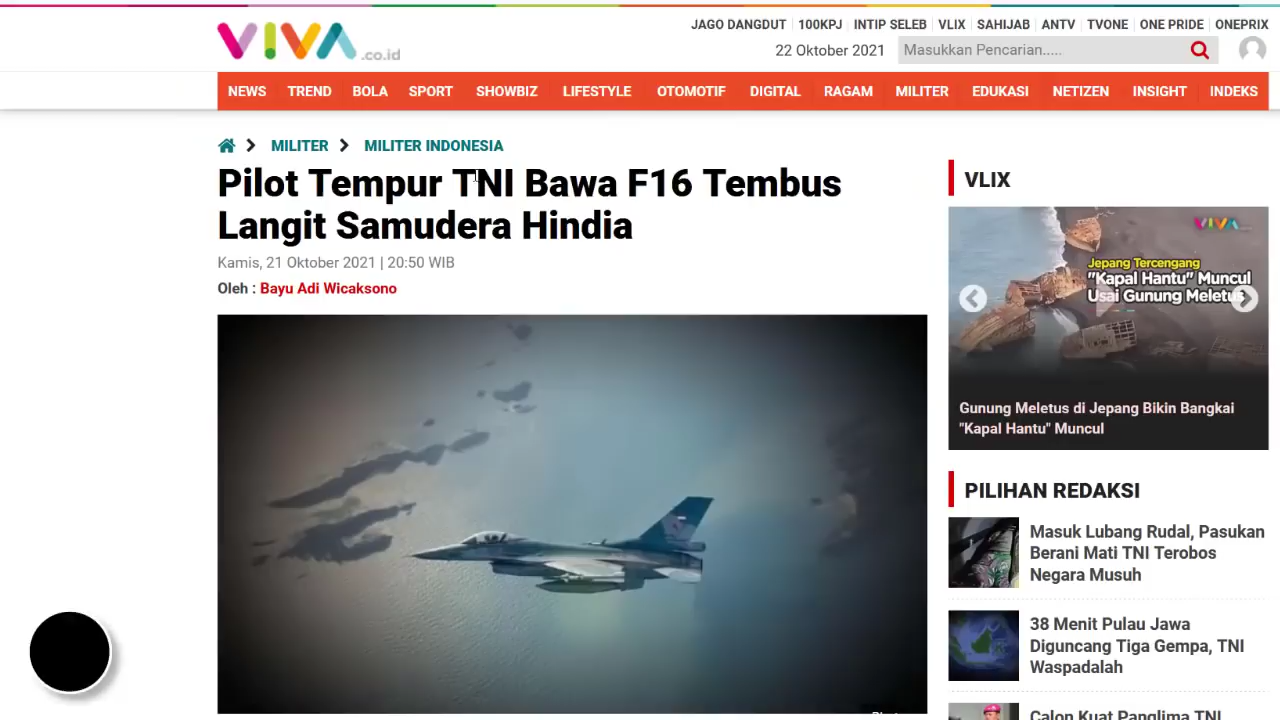 JAGO DANGDUT 100KPJ INTIP SELEB VLIX SAHIJAB ANTV TVONE ONE PRIDE ONEPRIX
VIVA.co.id
22 Oktober 2021
Masukkan Pencarian.....
NEWS TREND BOLA SPORT SHOWBIZ LIFESTYLE OTOMOTIF DIGITAL RAGAM MILITER EDUKASI NETIZEN INSIGHT INDEKS
MILITER
MILITER INDONESIA
Pilot Tempur TNI Bawa F16 Tembus
Langit Samudera Hindia
Kamis, 21 Oktober 2021 | 20:50 WIB
Oleh : Bayu Adi Wicaksono
VLIX
VIVA
Jepang Tercengang
"Kapal Hantu" Muncul
Usai Gunung Meletus
Gunung Meletus di Jepang Bikin Bangkai
"Kapal Hantu" Muncul
PILIHAN REDAKSI
Masuk Lubang Rudal, Pasukan
Berani Mati TNI Terobos
Negara Musuh
38 Menit Pulau Jawa
Diguncang Tiga Gempa, TNI
Waspadalah
Calon Kuat Panglima TNI